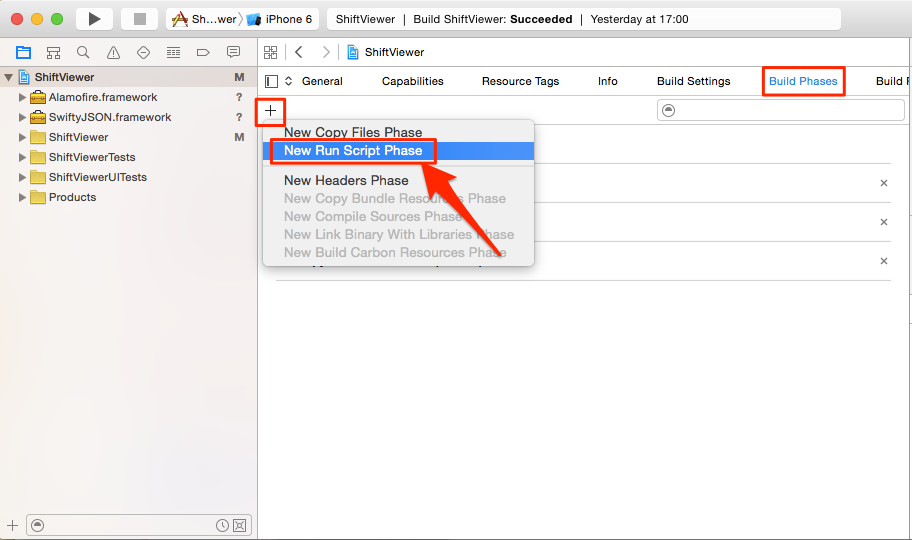 Sh...wer iPhone 6 ShiftViewer | Build ShiftViewer: Succeeded | Yesterday at 17:00
ShiftViewer
ShiftViewer M
Alamofire.framework ?
SwiftyJSON.framework ?
ShiftViewer M
ShiftViewerTests
ShiftViewerUITests
Products
General Capabilities Resource Tags Info Build Settings Build Phases Build
New Copy Files Phase
New Run Script Phase
New Headers Phase
New Copy Bundle Resources Phase
New Compile Sources Phase
New Link Binary With Libraries Phase
New Build Carbon Resources Phase